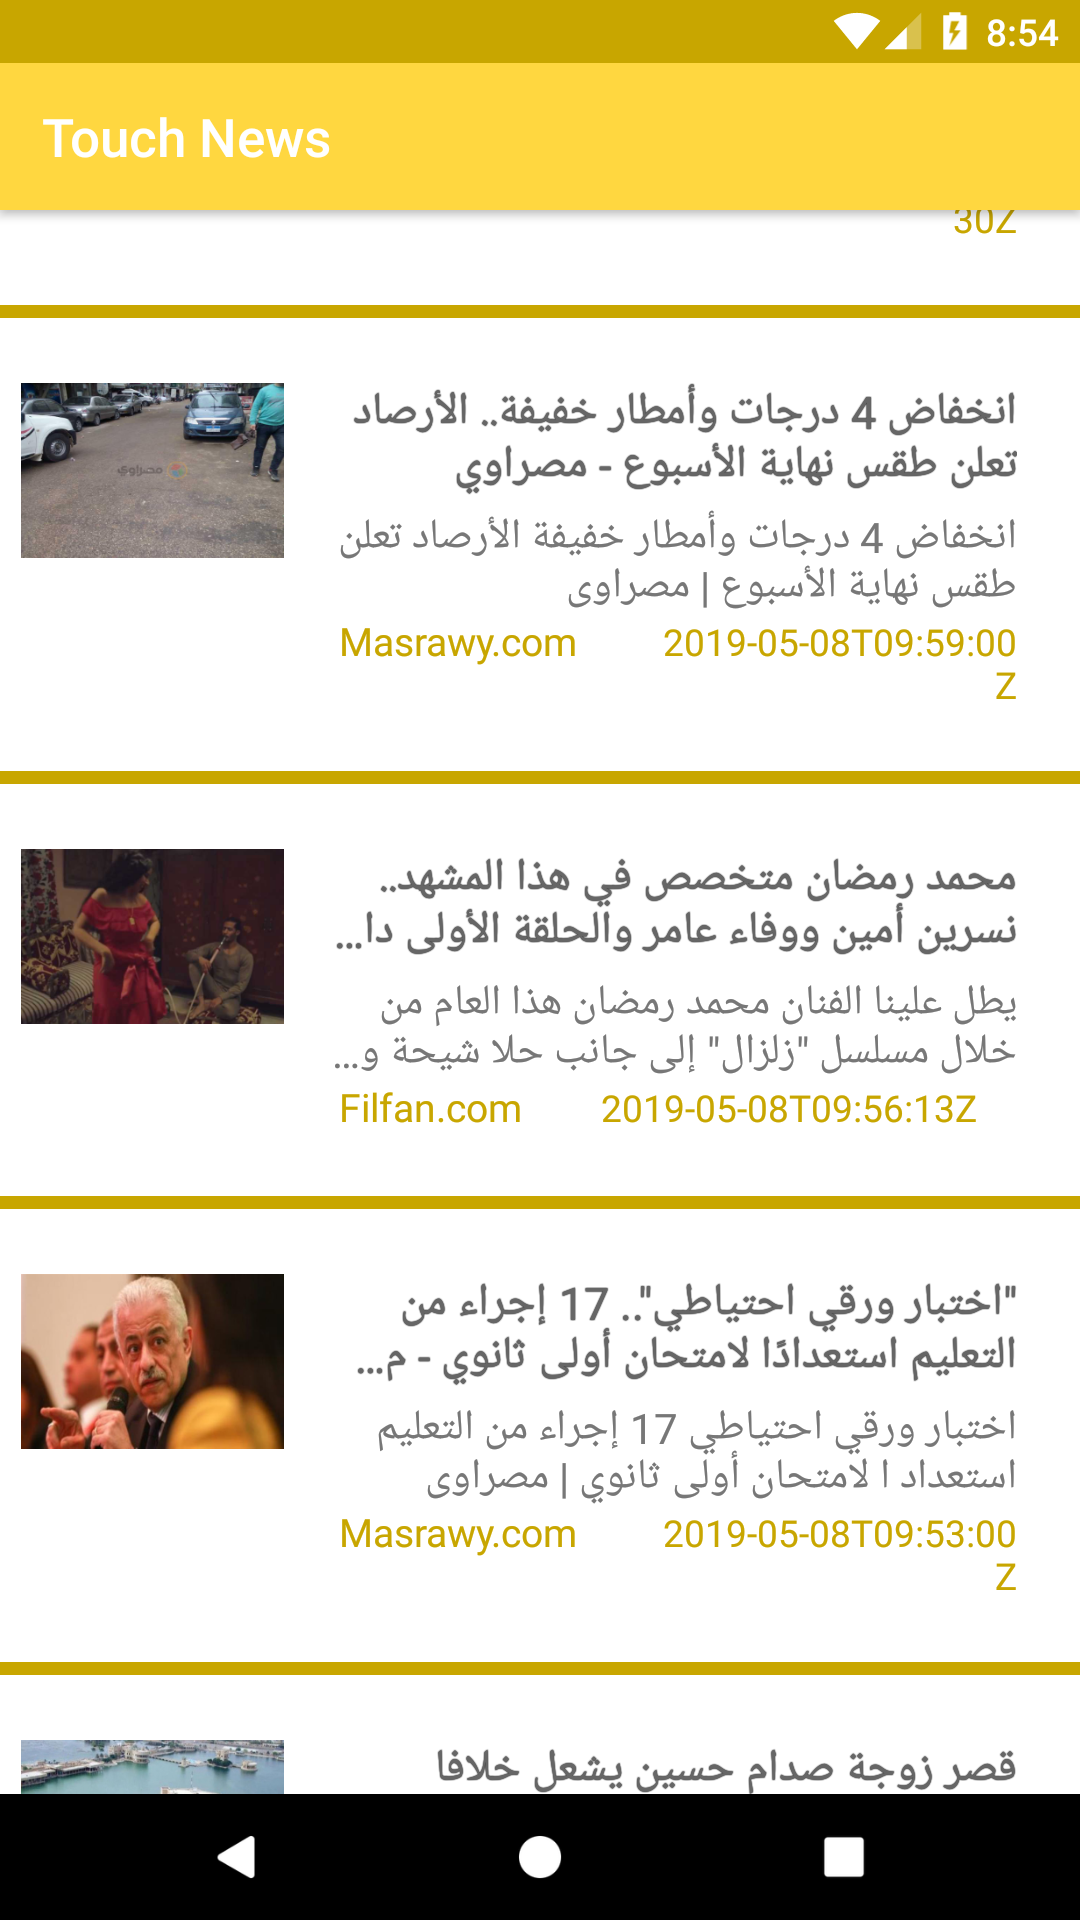 8:54
Touch News
30Z
انخفاض 4 درجات وأمطار خفيفة.. الأرصاد
تعلن طقس نهاية الأسبوع - مصراوي
انخفاض 4 درجات وأمطار خفيفة الأرصاد تعلن
طقس نهاية الأسبوع | مصراوى
Masrawy.com 2019-05-08T09:59:00
Z
مصراوي
محمد رمضان متخصص في هذا المشهد..
نسرين أمين ووفاء عامر والحلقة الأولى دا...
يطل علينا الفنان محمد رمضان هذا العام من
خلال مسلسل "زلزال" إلى جانب حلا شيحة و...
Filfan.com 2019-05-08T09:56:13Z
"اختبار ورقي احتياطي".. 17 إجراء من
التعليم استعدادًا لامتحان أولى ثانوي - م...
اختبار ورقي احتياطي 17 إجراء من التعليم
استعداد ا لامتحان أولى ثانوي | مصراوى
Masrawy.com 2019-05-08T09:53:00
Z
قصر زوجة صدام حسين يشعل خلافا